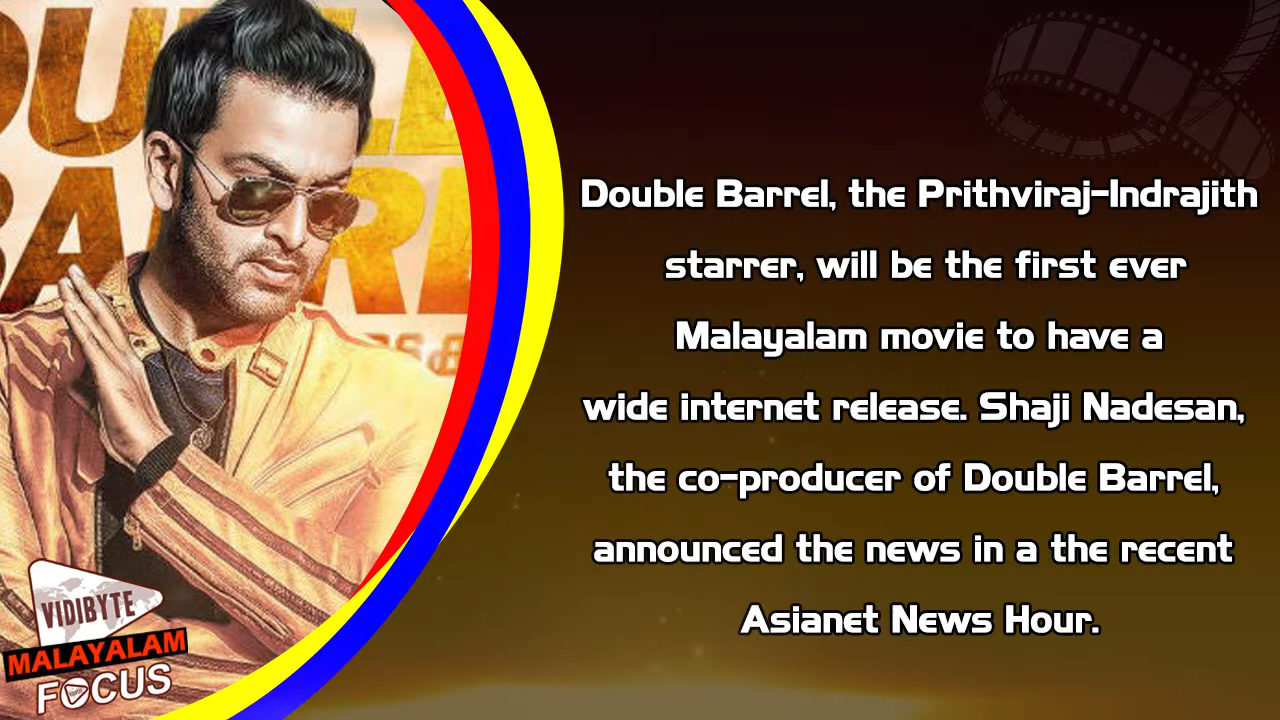 Double Barrel, the Prithviraj-Indrajith
starrer, will be the first ever
Malayalam movie to have a
wide internet release. Shaji Nadesan,
the co-producer of Double Barrel,
announced the news in a the recent
Asianet News Hour.
VIDIBYTE
MALAYALAM
FOCUS